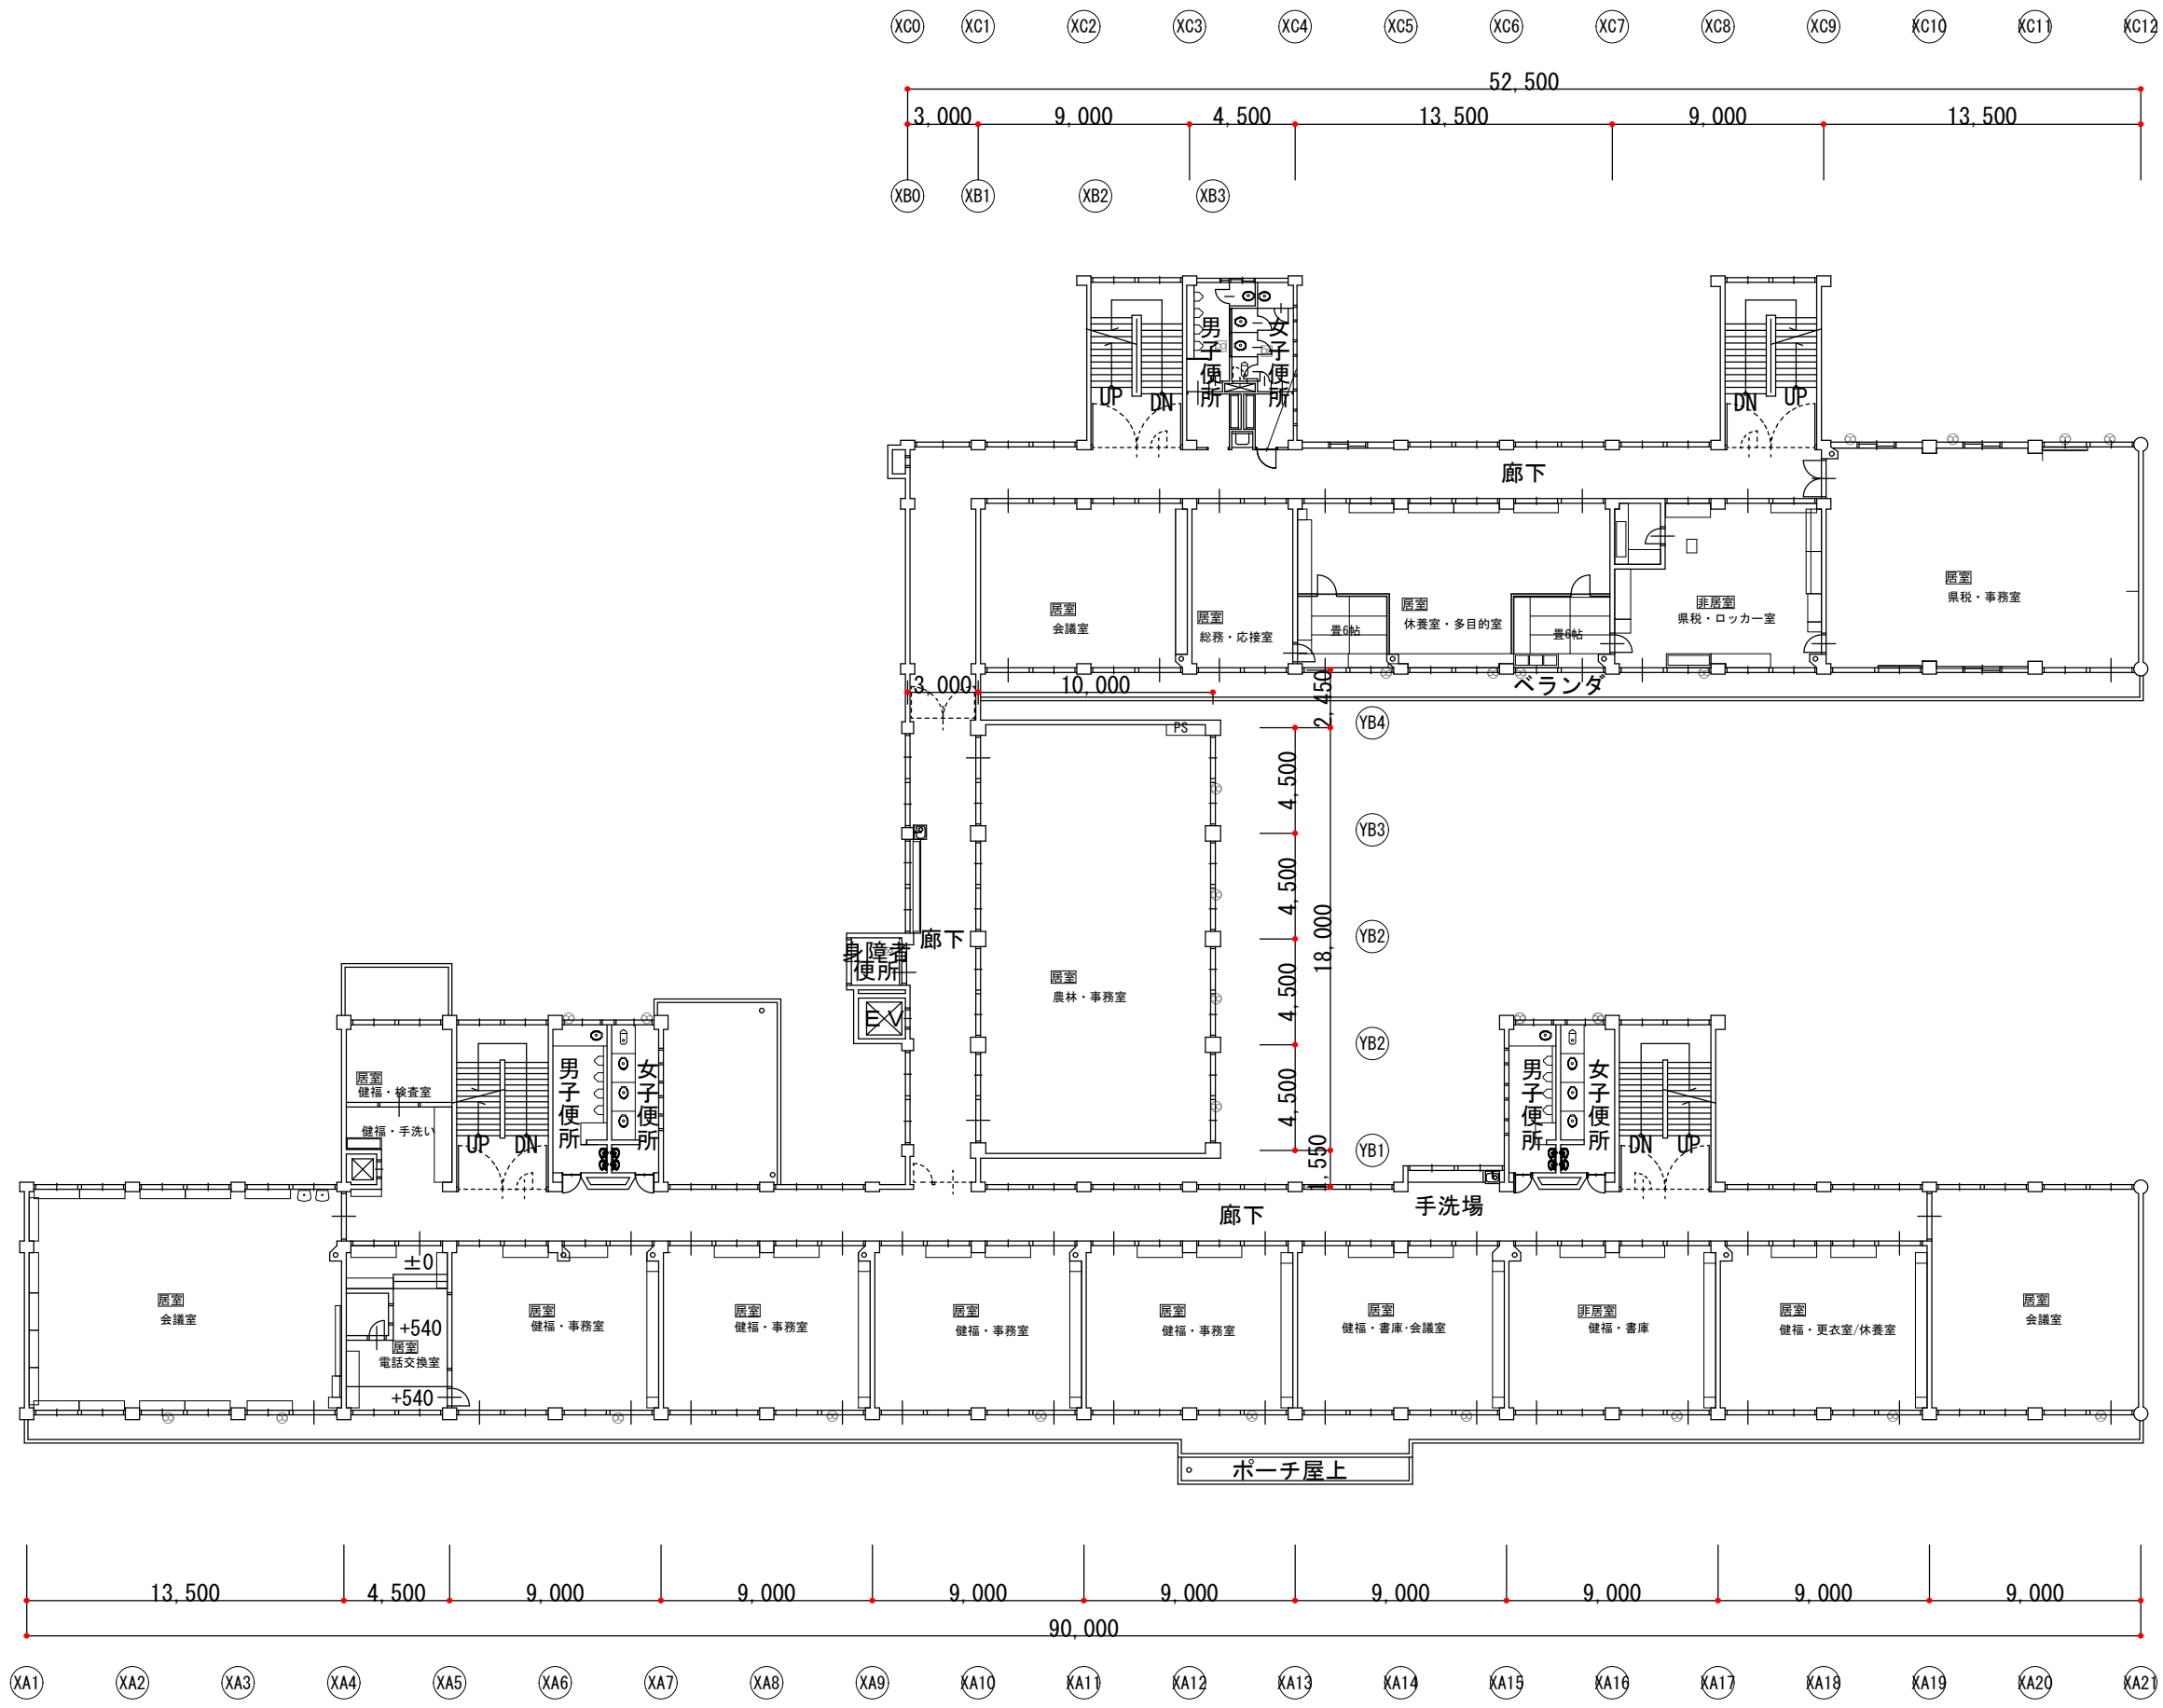 XC0 XC1 XC2 XC3 XC4 XC5 XC6 XC7 XC8 XC9 XC10 XC11 XC12
52,500
3,000 9,000 4,500 13,500 9,000 13,500
XB0 XB1 XB2 XB3
男子便所 女子便所
UP DN
DN UP
廊下
居室
会議室
居室
総務・応接室
畳6帖
居室
休養室・多目的室
畳6帖
非居室
県税・ロッカー室
居室
県税・事務室
ベランダ
3,000 10,000
2,450
PS
YB4
4,500
YB3
4,500
18,000
YB2
4,500
YB2
4,500
YB1
1,550
廊下
身障者
便所
EV
居室
農林・事務室
居室
健福・検査室
健福・手洗い
UP DN
男子便所 女子便所
男子便所 女子便所
DN UP
手洗場
廊下
±0
+540
居室
電話交換室
+540
居室
会議室
居室
健福・事務室
居室
健福・事務室
居室
健福・事務室
居室
健福・事務室
居室
健福・書庫・会議室
非居室
健福・書庫
居室
健福・更衣室/休養室
居室
会議室
ポーチ屋上
13,500 4,500 9,000 9,000 9,000 9,000 9,000 9,000 9,000 9,000
90,000
XA1 XA2 XA3 XA4 XA5 XA6 XA7 XA8 XA9 XA10 XA11 XA12 XA13 XA14 XA15 XA16 XA17 XA18 XA19 XA20 XA21